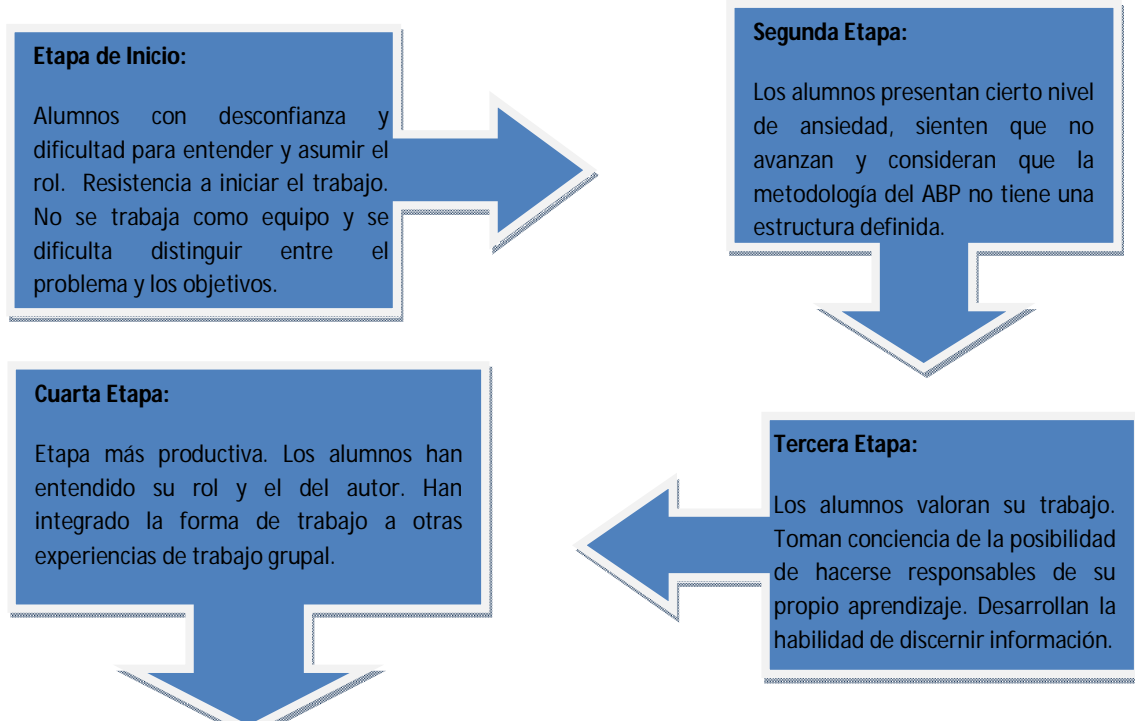 Etapa de Inicio:
Alumnos con desconfianza y
dificultad para entender y asumir el
rol. Resistencia a iniciar el trabajo.
No se trabaja como equipo y se
dificulta distinguir entre el
problema y los objetivos.
Segunda Etapa:
Los alumnos presentan cierto nivel
de ansiedad, sienten que no
avanzan y consideran que la
metodología del ABP no tiene una
estructura definida.
Tercera Etapa:
Los alumnos valoran su trabajo.
Toman conciencia de la posibilidad
de hacerse responsables de su
propio aprendizaje. Desarrollan la
habilidad de discernir información.
Cuarta Etapa:
Etapa más productiva. Los alumnos han
entendido su rol y el del autor. Han
integrado la forma de trabajo a otras
experiencias de trabajo grupal.